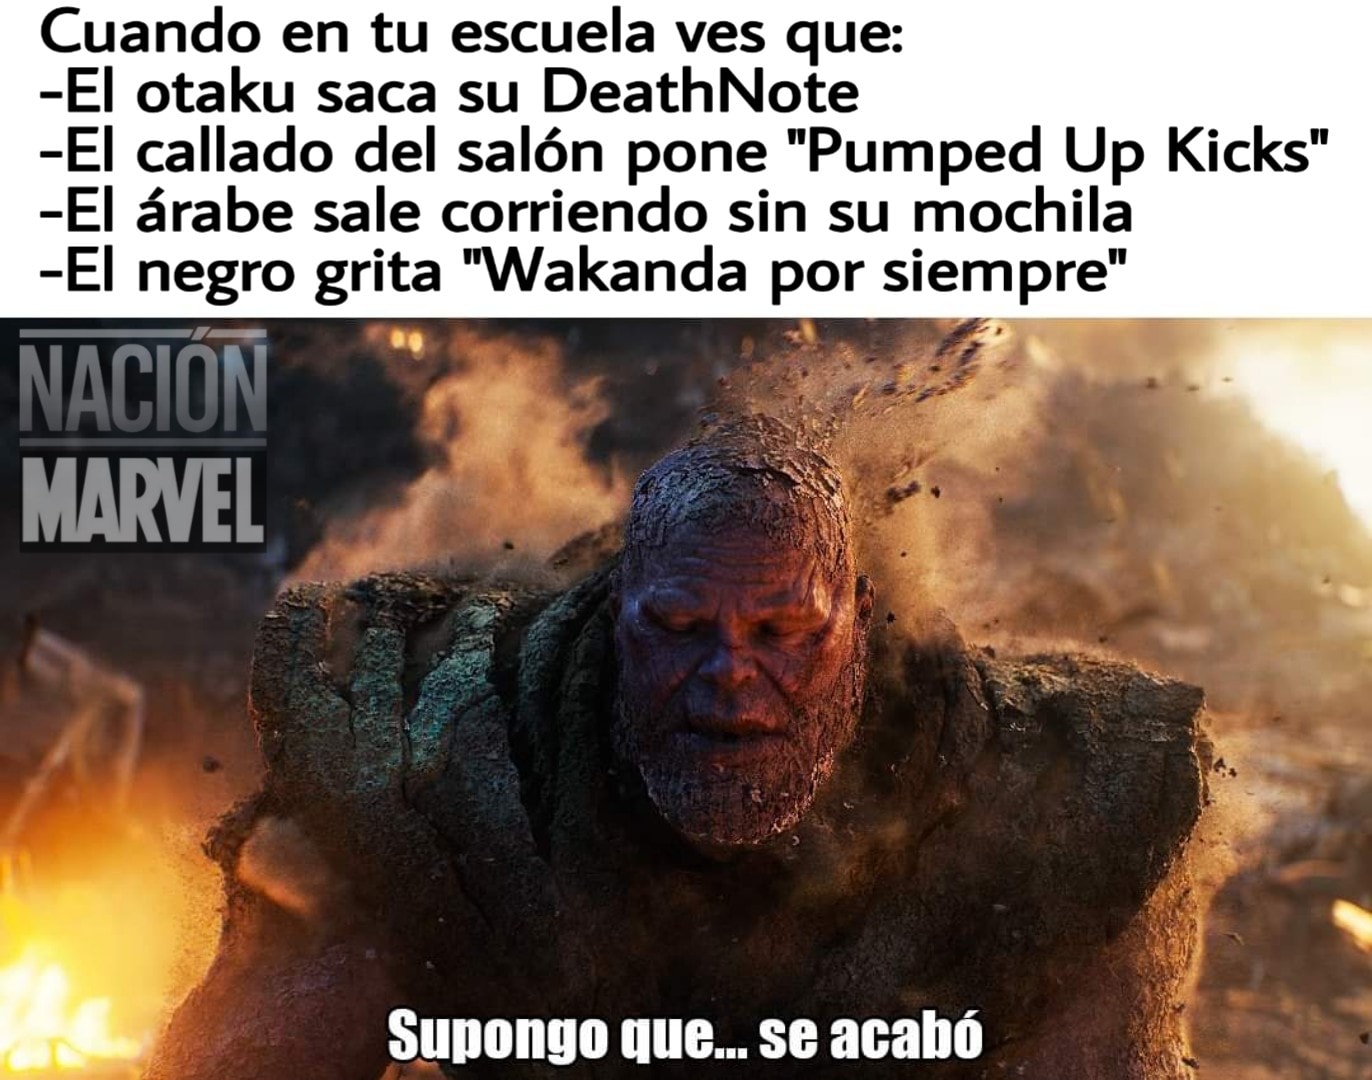 Cuando en tu escuela ves que:
-El otaku saca su DeathNote
-El callado del salón pone "Pumped Up Kicks"
-El árabe sale corriendo sin su mochila
-El negro grita "Wakanda por siempre"
NACIÓN
MARVEL
Supongo que... se acabó